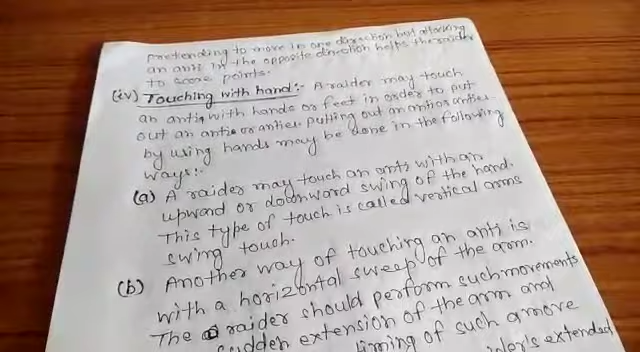 pretending to move in one direction but attacking
an anti in the opposite direction helps the raider
to score points.
(iv) Touching with hand:- A raider may touch
an anti with hands or feet in order to put
out an anti or anties. putting out an anti or anties
by using hands may be done in the following
ways:-
(a) A raider may touch an anti with an
upward or downward swing of the hand.
This type of touch is called vertical arms
swing touch.
(b) Another way of touching an anti is
with a horizontal sweep of the arm.
The raider should perform such movements
sudden extension of the arm and
timing of such a move
extended